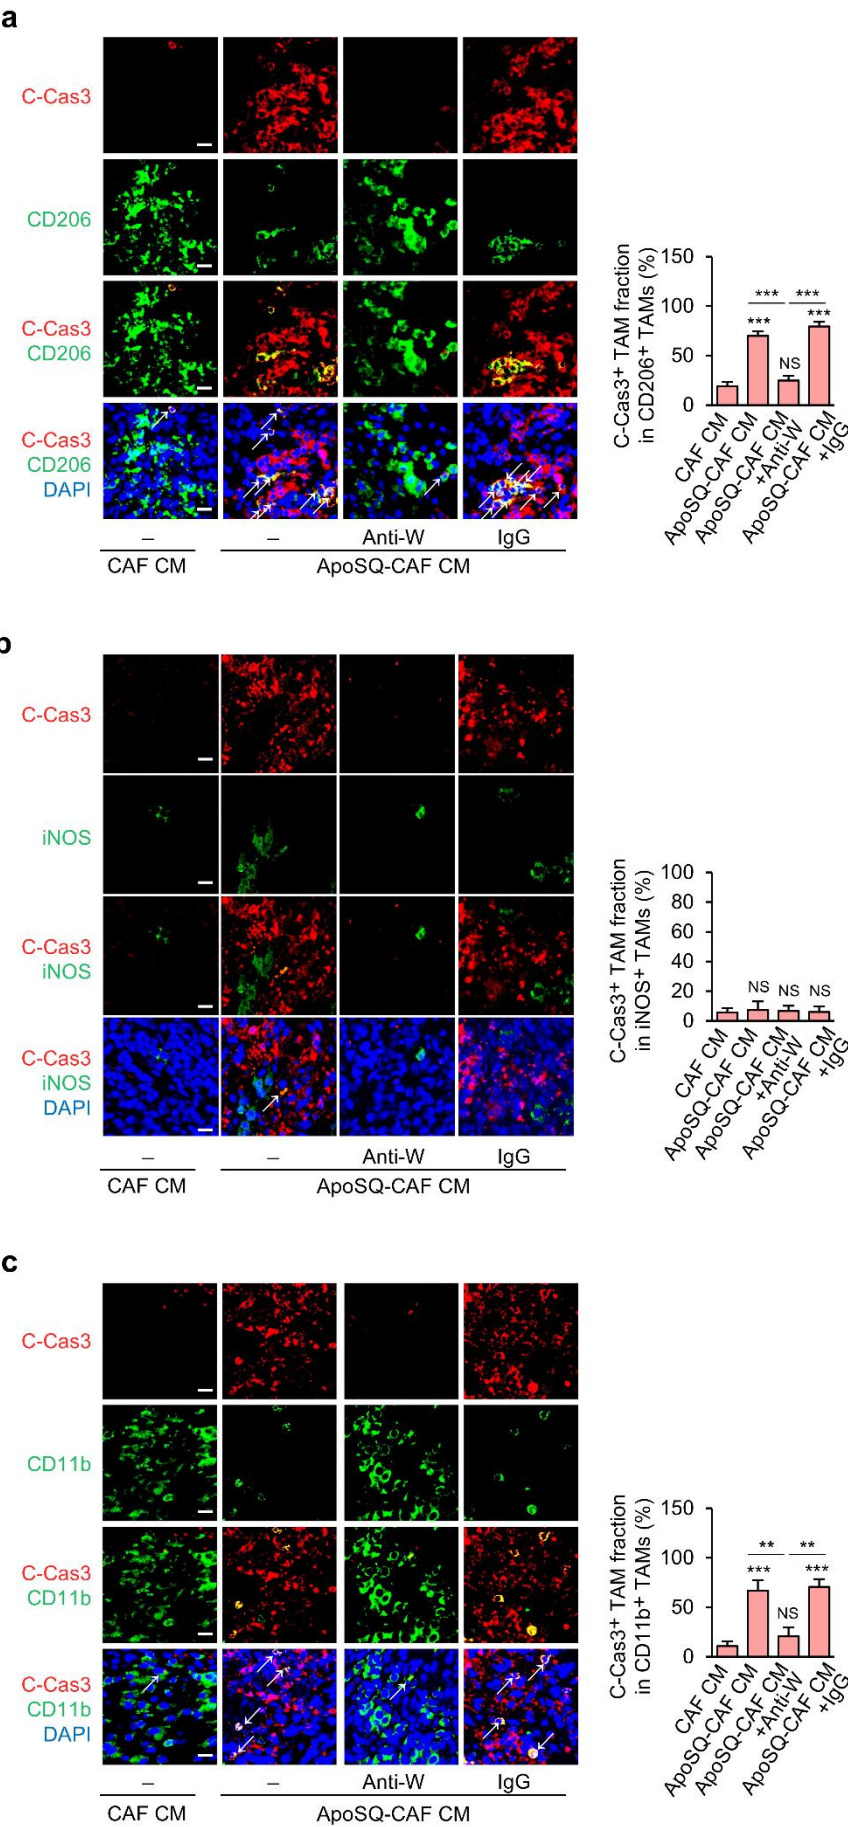 a
C-Cas3
CD206
C-Cas3
CD206
C-Cas3
CD206
DAPI
–
–
Anti-W
IgG
CAF CM
ApoSQ-CAF CM
C-Cas3⁺ TAM fraction
in CD206⁺ TAMs (%)
150
100
50
0
***
***
***
NS
***
CAF CM
ApoSQ-CAF CM
ApoSQ-CAF CM
+Anti-W
ApoSQ-CAF CM
+IgG
b
C-Cas3
iNOS
C-Cas3
iNOS
C-Cas3
iNOS
DAPI
–
–
Anti-W
IgG
CAF CM
ApoSQ-CAF CM
C-Cas3⁺ TAM fraction
in iNOS⁺ TAMs (%)
100
80
60
40
20
0
NS
NS
NS
CAF CM
ApoSQ-CAF CM
ApoSQ-CAF CM
+Anti-W
ApoSQ-CAF CM
+IgG
c
C-Cas3
CD11b
C-Cas3
CD11b
C-Cas3
CD11b
DAPI
–
–
Anti-W
IgG
CAF CM
ApoSQ-CAF CM
C-Cas3⁺ TAM fraction
in CD11b⁺ TAMs (%)
150
100
50
0
**
**
***
NS
***
CAF CM
ApoSQ-CAF CM
ApoSQ-CAF CM
+Anti-W
ApoSQ-CAF CM
+IgG